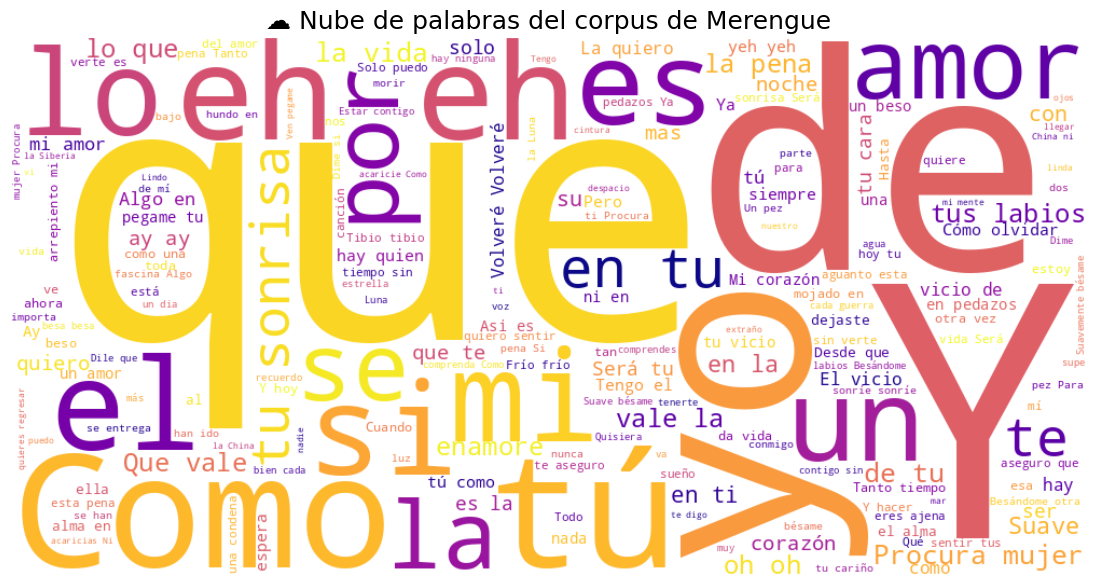 ☁ Nube de palabras del corpus de Merengue
lo que
del amor
pena Tanto
verte es
la vida
solo
hay ninguna
Tengo
La quiero
yeh yeh
la pena
noche
amor
lo
eh
eh
es
de
que
por
Solo puedo
morir
Estar contigo
pedazos Ya
sonrisa Será
Ya
un beso
con
ojos
llegar
China ni
bajo
hundo en
Ven pegame
nos
Dime si
la Luna
cintura
mas
tu cara
Hasta
una
quiere
linda
dos
mi amor
la Siberia
mujer Procura
vi
arrepiento mi
vida
Lindo
de mí
Algo en
pegame tu
ay ay
como una
toda
fascina Algo
está
un dia
tu sonrisa
canción
acaricie Como
Tibio tibio
hay quien
tiempo sin
estrella
Luna
Volveré Volveré
ti
voz
su
Pero
despacio
ti Procura
parte
para
tú
siempre
Un pez
nuestro
tus labios
mi mente
Cómo olvidar
Dime
agua
hoy tu
estoy
en tu
ni en
Mi corazón
aguanto esta
mojado en
cada guerra
vicio de
en pedazos
otra vez
Suavemente bésame
ve
ahora
importa
Ay
besa besa
beso
quiero
Dile que
un amor
recuerdo
Y hoy
al
más
se entrega
el
se
que te
Asi es
quiero sentir
pena Si
comprenda Como
Frío frío
tan
comprendes
Será tu
Tengo el
Suave bésame
tenerte
extraño
tu vicio
en la
yo
sin verte
dejaste
Desde que
labios Besándome
El vicio
sonrie sonrie
vida Será
supe
pez Para
mí
Y
mi
si
enamore
vale la
Quisiera
da vida
conmigo
un
te
quieres regresar
puedo
han ido
la China
Que vale
bien cada
nadie
Cuando
luz
nunca
te aseguro
va
sueño
contigo sin
mar
de tu
aseguro que
Tanto tiempo
esa
hay
Como
la
tú
tú como
es la
Todo
nada
en ti
te digo
bésame
Y hacer
eres ajena
Besándome otra
ser
Suave
ella
esta pena
se han
alma en
acaricias Ni
una condena
espera
oh oh
muy
corazón
tu cariño
el alma
Qué
sentir tus
como
Procura mujer